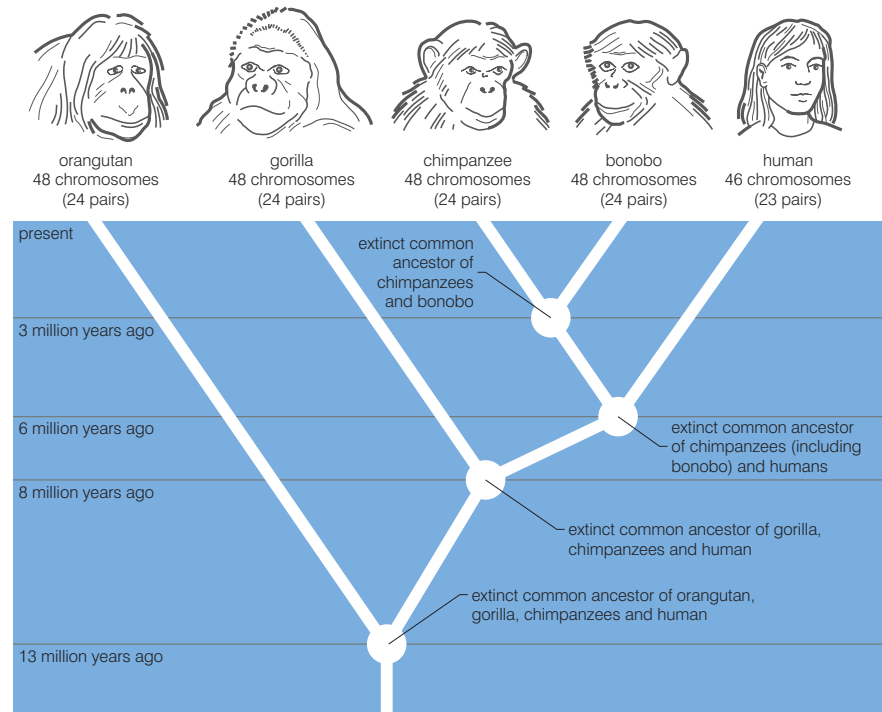 orangutan
48 chromosomes
(24 pairs)
gorilla
48 chromosomes
(24 pairs)
chimpanzee
48 chromosomes
(24 pairs)
bonobo
48 chromosomes
(24 pairs)
human
46 chromosomes
(23 pairs)
present
extinct common
ancestor of
chimpanzees
and bonobo
3 million years ago
6 million years ago
extinct common ancestor
of chimpanzees (including
bonobo) and humans
8 million years ago
extinct common ancestor of gorilla,
chimpanzees and human
extinct common ancestor of orangutan,
gorilla, chimpanzees and human
13 million years ago